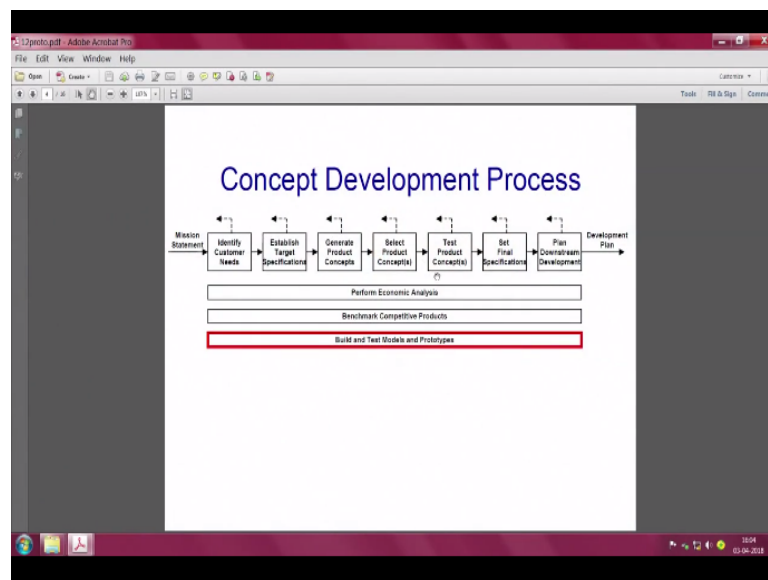 12proto.pdf - Adobe Acrobat Pro
File Edit View Window Help
Open Create Customize
4 Tools Fill & Sign Comme
Concept Development Process
Mission Statement
Identify Customer Needs
Establish Target Specifications
Generate Product Concepts
Select Product Concept(s)
Test Product Concept(s)
Set Final Specifications
Plan Downstream Development
Development Plan
Perform Economic Analysis
Benchmark Competitive Products
Build and Test Models and Prototypes
16:04
03-04-2018